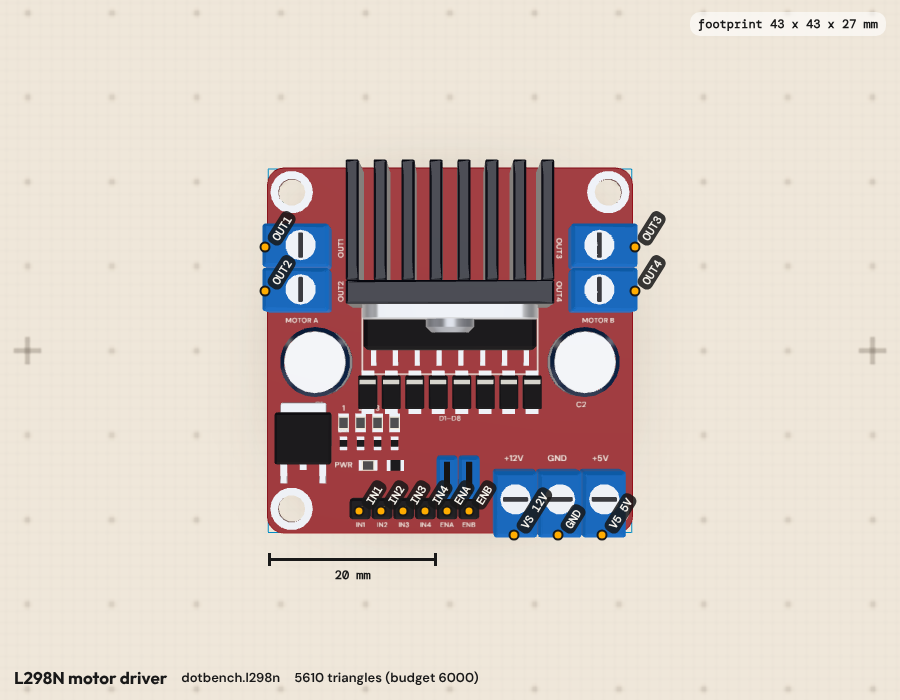 footprint 43 x 43 x 27 mm
OUT1
OUT2
OUT3
OUT4
OUT1
OUT2
OUT3
OUT4
MOTOR A
MOTOR B
C2
1
D1-D8
PWR
+12V
GND
+5V
IN1
IN2
IN3
IN4
ENA
ENB
VS 12V
GND
V5 5V
IN1
IN2
IN3
IN4
ENA
ENB
20 mm
L298N motor driver
dotbench.l298n
5610 triangles (budget 6000)